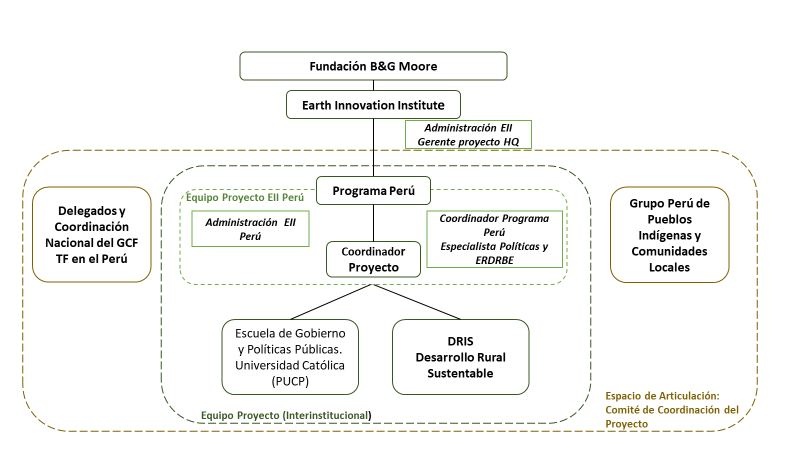 Fundación B&G Moore
Earth Innovation Institute
Administración EII
Gerente proyecto HQ
Equipo Proyecto EII Perú
Programa Perú
Delegados y
Coordinación
Nacional del GCF
TF en el Perú
Administración EII
Perú
Coordinador Programa
Perú
Especialista Políticas y
ERDRBE
Coordinador
Proyecto
Grupo Perú de
Pueblos
Indígenas y
Comunidades
Locales
Escuela de Gobierno
y Políticas Públicas.
Universidad Católica
(PUCP)
DRIS
Desarrollo Rural
Sustentable
Equipo Proyecto (Interinstitucional)
Espacio de Articulación:
Comité de Coordinación del
Proyecto